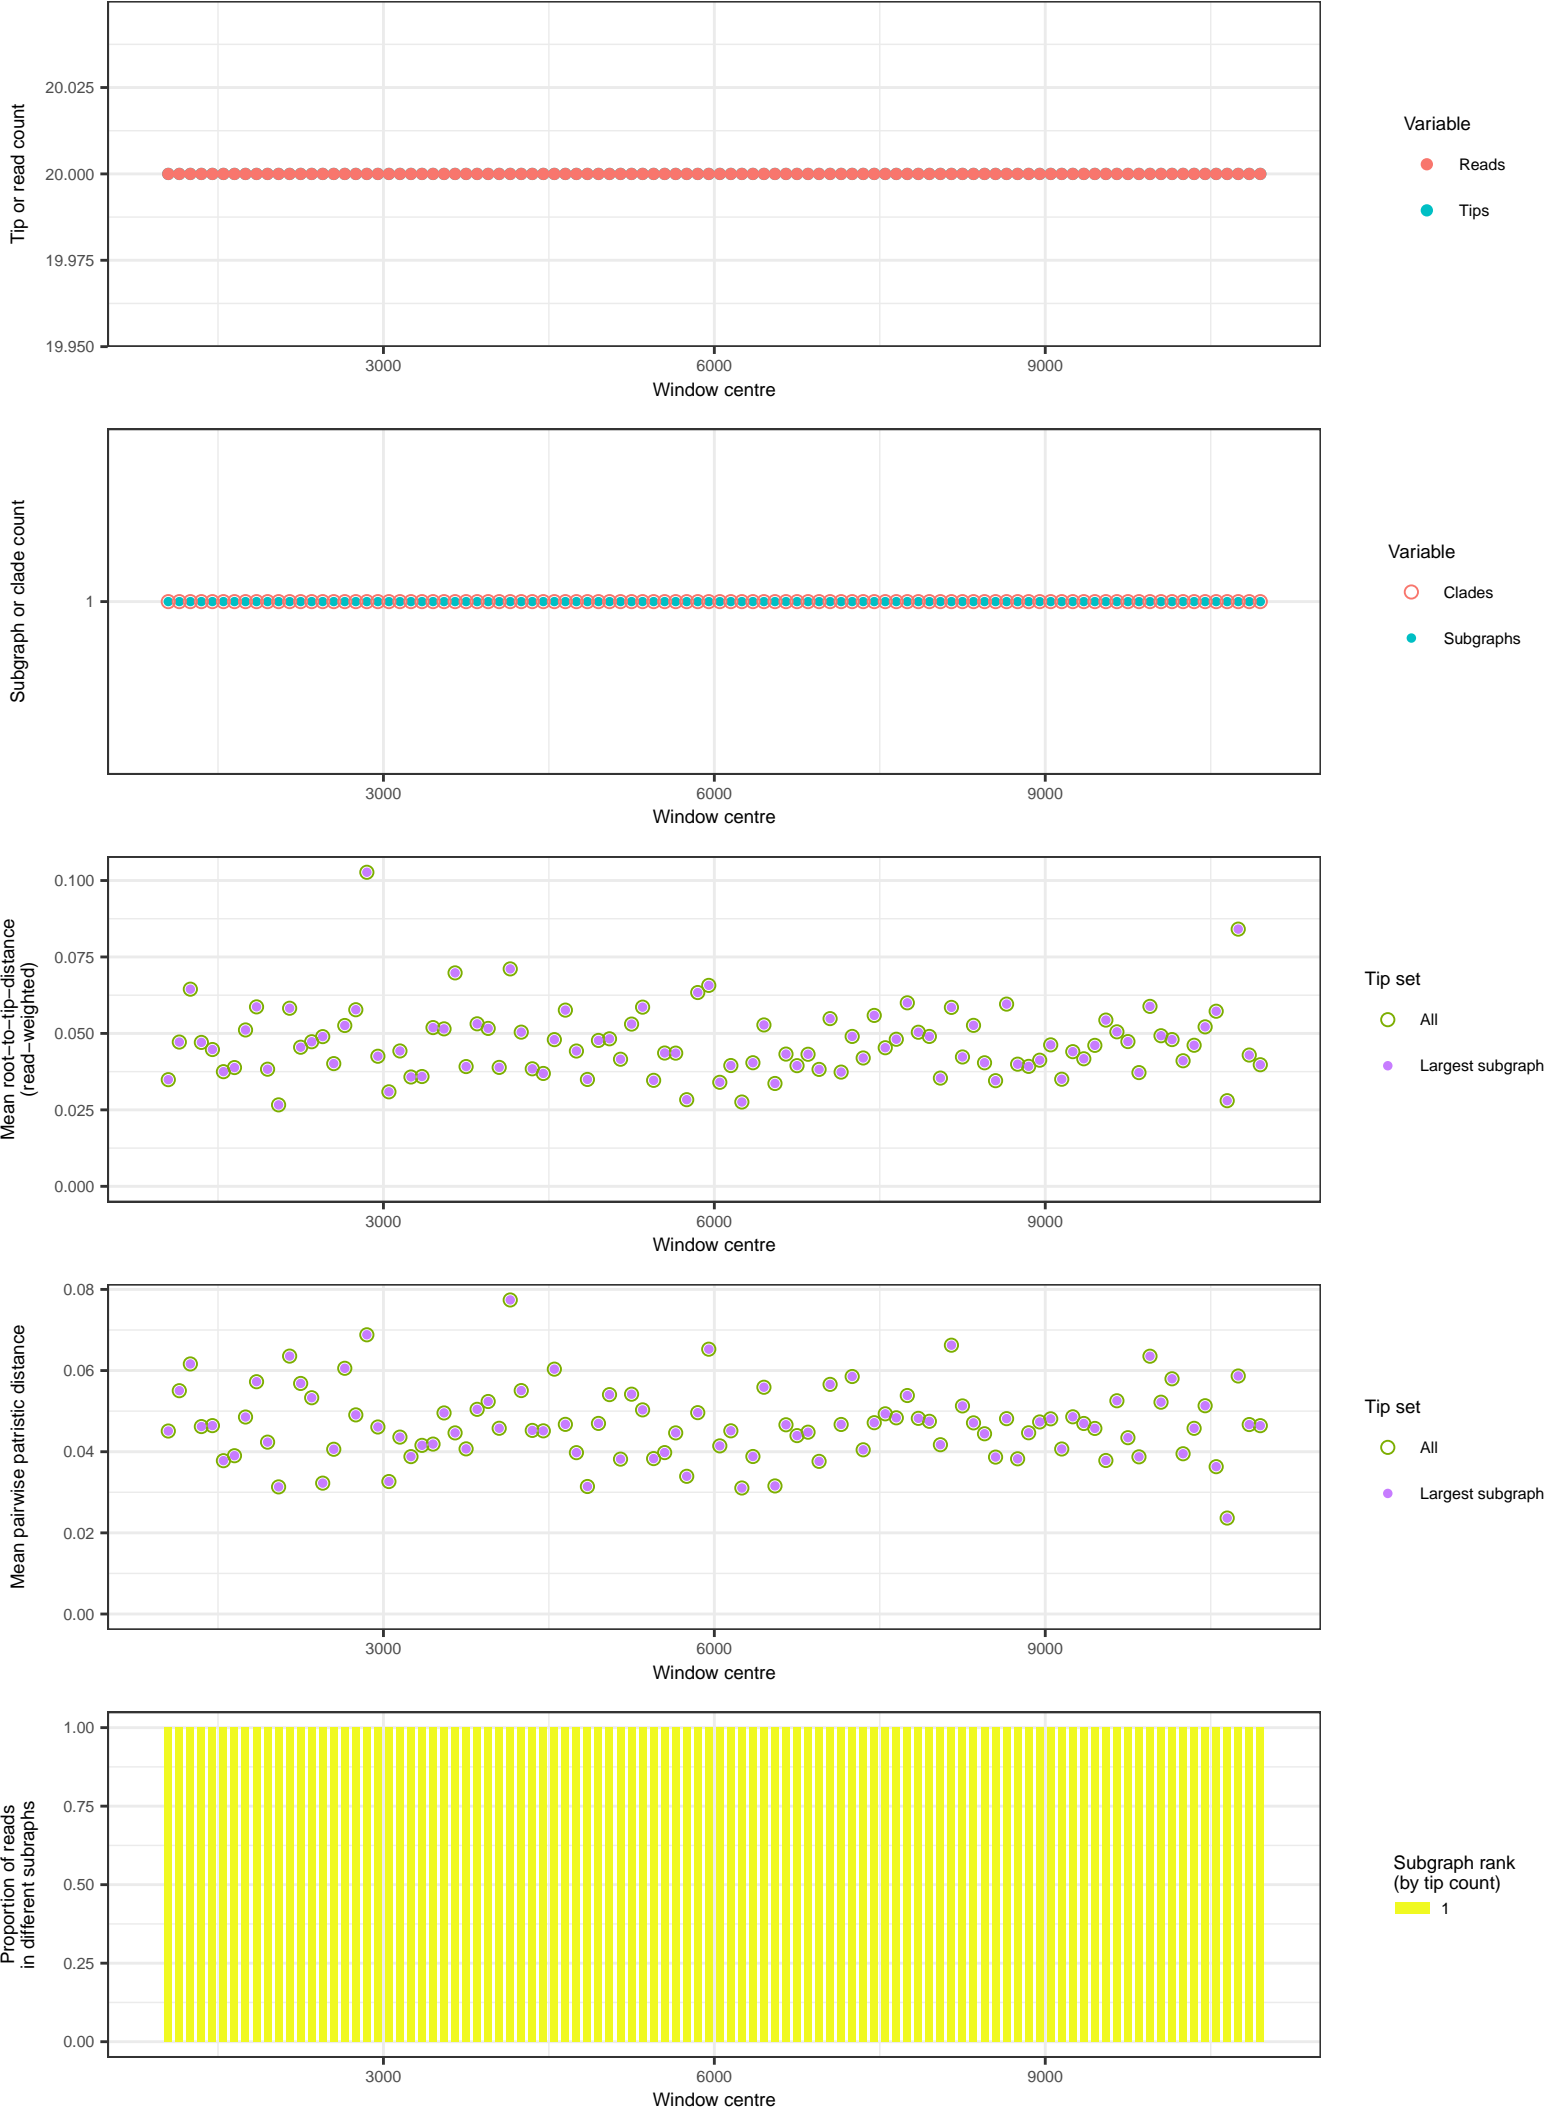 20.025
20.000
19.975
19.950
Tip or read count
3000 6000 9000
Window centre
Variable
Reads
Tips
1
Subgraph or clade count
3000 6000 9000
Window centre
Variable
Clades
Subgraphs
0.100
0.075
0.050
0.025
0.000
Mean root−to−tip−distance
(read−weighted)
3000 6000 9000
Window centre
Tip set
All
Largest subgraph
0.08
0.06
0.04
0.02
0.00
Mean pairwise patristic distance
3000 6000 9000
Window centre
Tip set
All
Largest subgraph
1.00
0.75
0.50
0.25
0.00
Proportion of reads
in different subraphs
3000 6000 9000
Window centre
Subgraph rank
(by tip count)
1